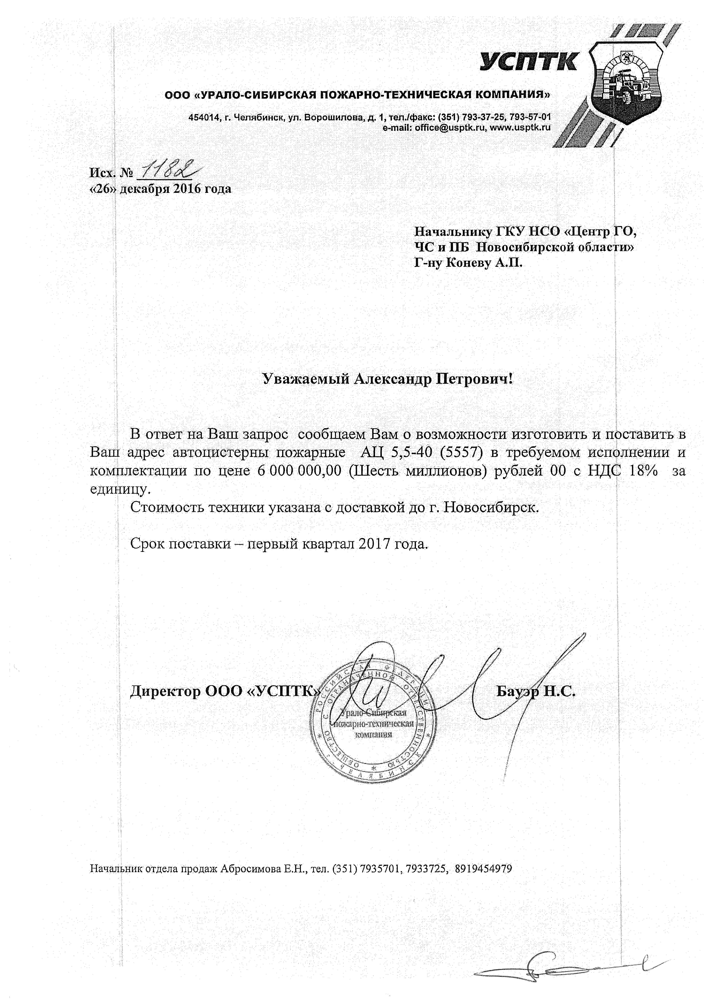 УСПТК
ООО «УРАЛО-СИБИРСКАЯ ПОЖАРНО-ТЕХНИЧЕСКАЯ КОМПАНИЯ»
454014, г. Челябинск, ул. Ворошилова, д. 1, тел./факс: (351) 793-37-25, 793-57-01
e-mail: office@usptk.ru, www.usptk.ru
Исх. № 1182
«26» декабря 2016 года
Начальнику ГКУ НСО «Центр ГО,
ЧС и ПБ Новосибирской области»
Г-ну Коневу А.П.
Уважаемый Александр Петрович!
В ответ на Ваш запрос сообщаем Вам о возможности изготовить и поставить в
Ваш адрес автоцистерны пожарные АЦ 5,5-40 (5557) в требуемом исполнении и
комплектации по цене 6 000 000,00 (Шесть миллионов) рублей 00 с НДС 18% за
единицу.
Стоимость техники указана с доставкой до г. Новосибирск.
Срок поставки – первый квартал 2017 года.
Директор ООО «УСПТК»
Бауэр Н.С.
РОССИЙСКАЯ ФЕДЕРАЦИЯ * г. ЧЕЛЯБИНСК *
ОБЩЕСТВО С ОГРАНИЧЕННОЙ ОТВЕТСТВЕННОСТЬЮ *
Урало-Сибирская
пожарно-техническая
компания
Начальник отдела продаж Абросимова Е.Н., тел. (351) 7935701, 7933725, 8919454979